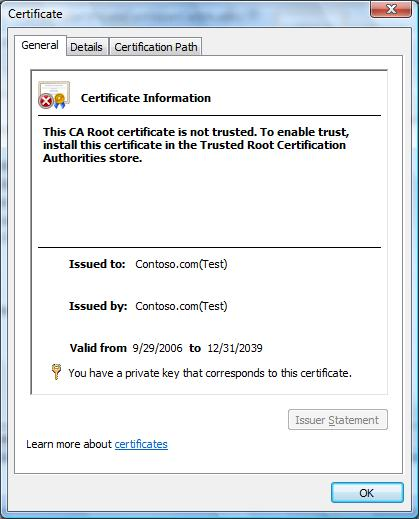 Certificate
General Details Certification Path
Certificate Information
This CA Root certificate is not trusted. To enable trust,
install this certificate in the Trusted Root Certification
Authorities store.
Issued to: Contoso.com(Test)
Issued by: Contoso.com(Test)
Valid from 9/29/2006 to 12/31/2039
You have a private key that corresponds to this certificate.
Issuer Statement
Learn more about certificates
OK